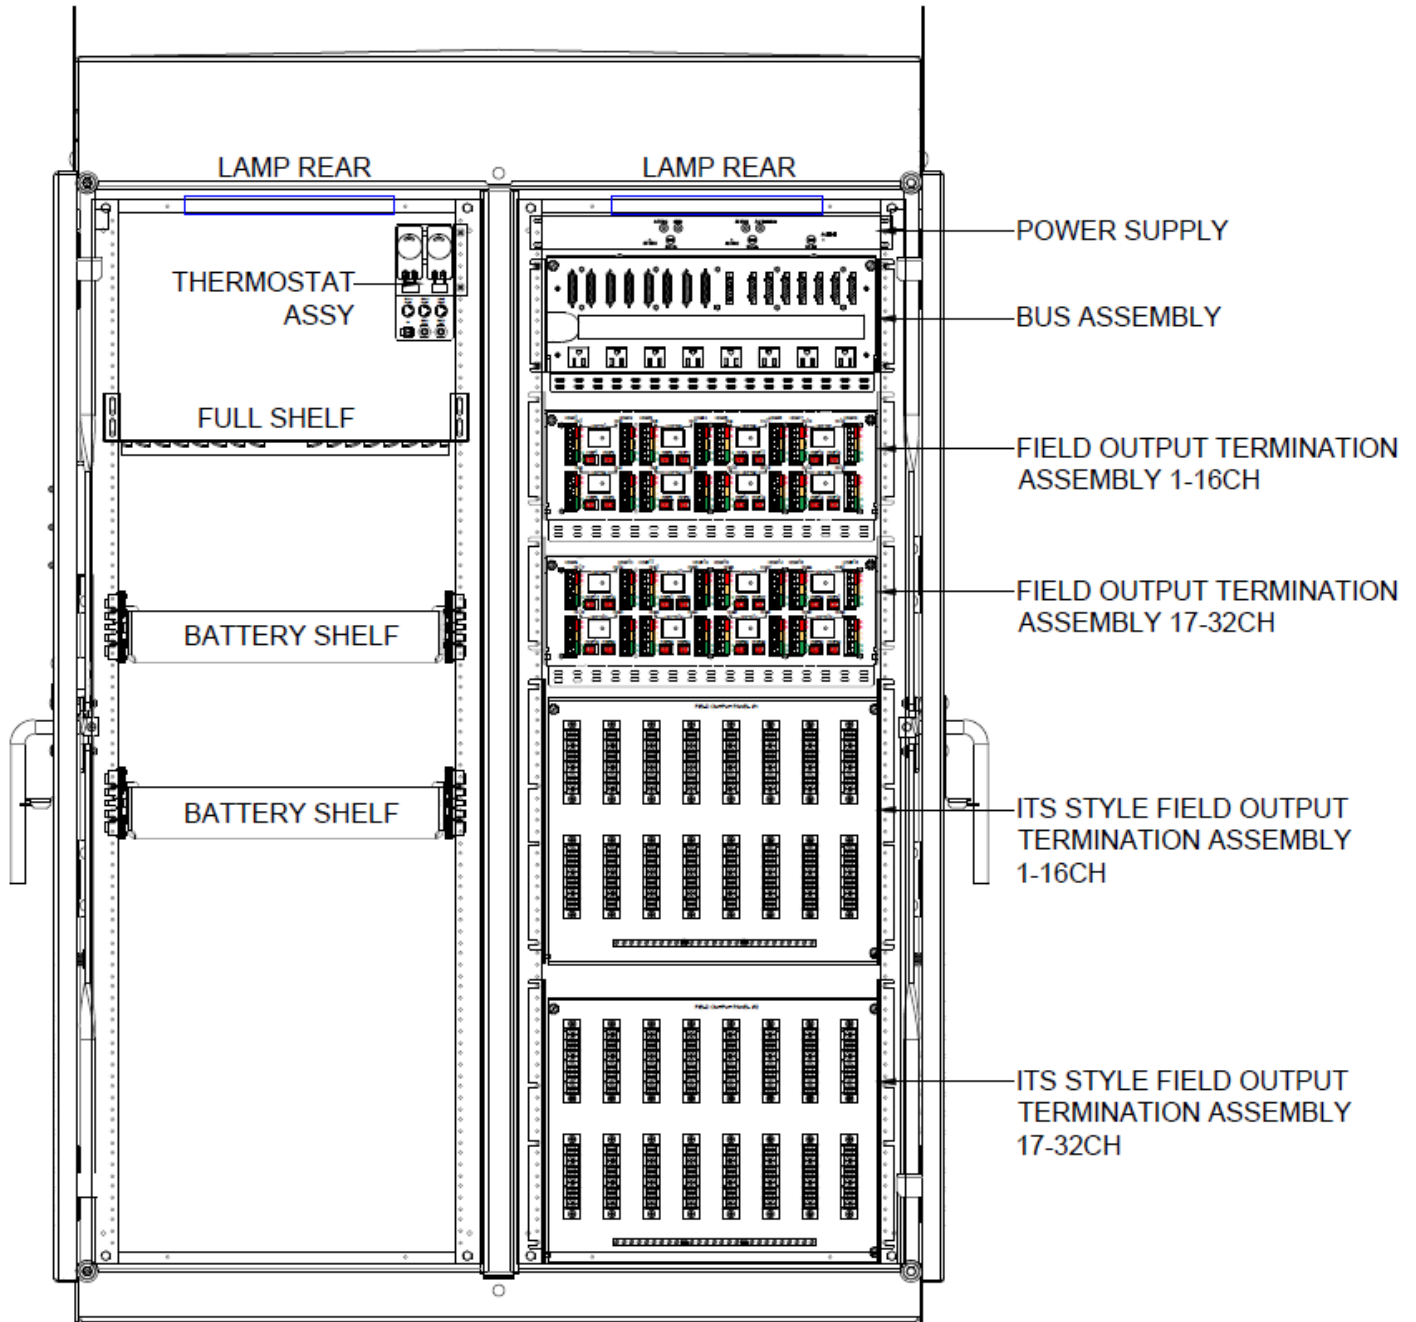 LAMP REAR
LAMP REAR
POWER SUPPLY
THERMOSTAT
ASSY
BUS ASSEMBLY
FULL SHELF
FIELD OUTPUT TERMINATION
ASSEMBLY 1-16CH
FIELD OUTPUT TERMINATION
ASSEMBLY 17-32CH
BATTERY SHELF
BATTERY SHELF
ITS STYLE FIELD OUTPUT
TERMINATION ASSEMBLY
1-16CH
ITS STYLE FIELD OUTPUT
TERMINATION ASSEMBLY
17-32CH